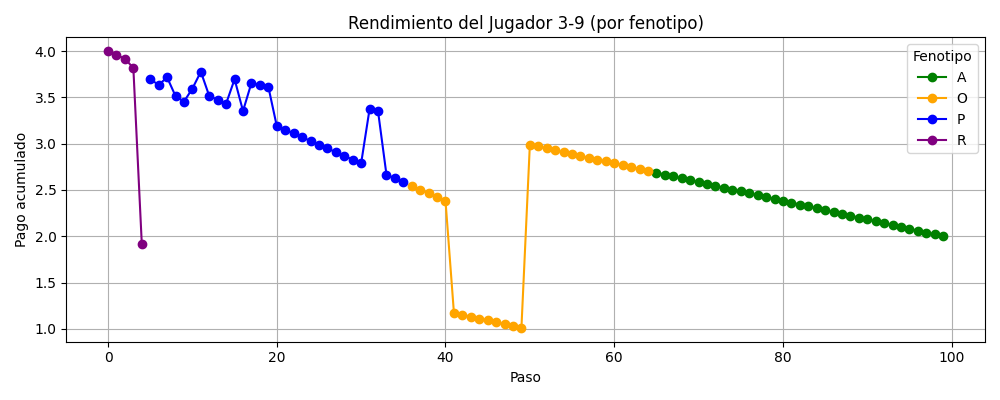 Rendimiento del Jugador 3-9 (por fenotipo)
Pago acumulado
4.0
3.5
3.0
2.5
2.0
1.5
1.0
Fenotipo
A
O
P
R
0 20 40 60 80 100
Paso